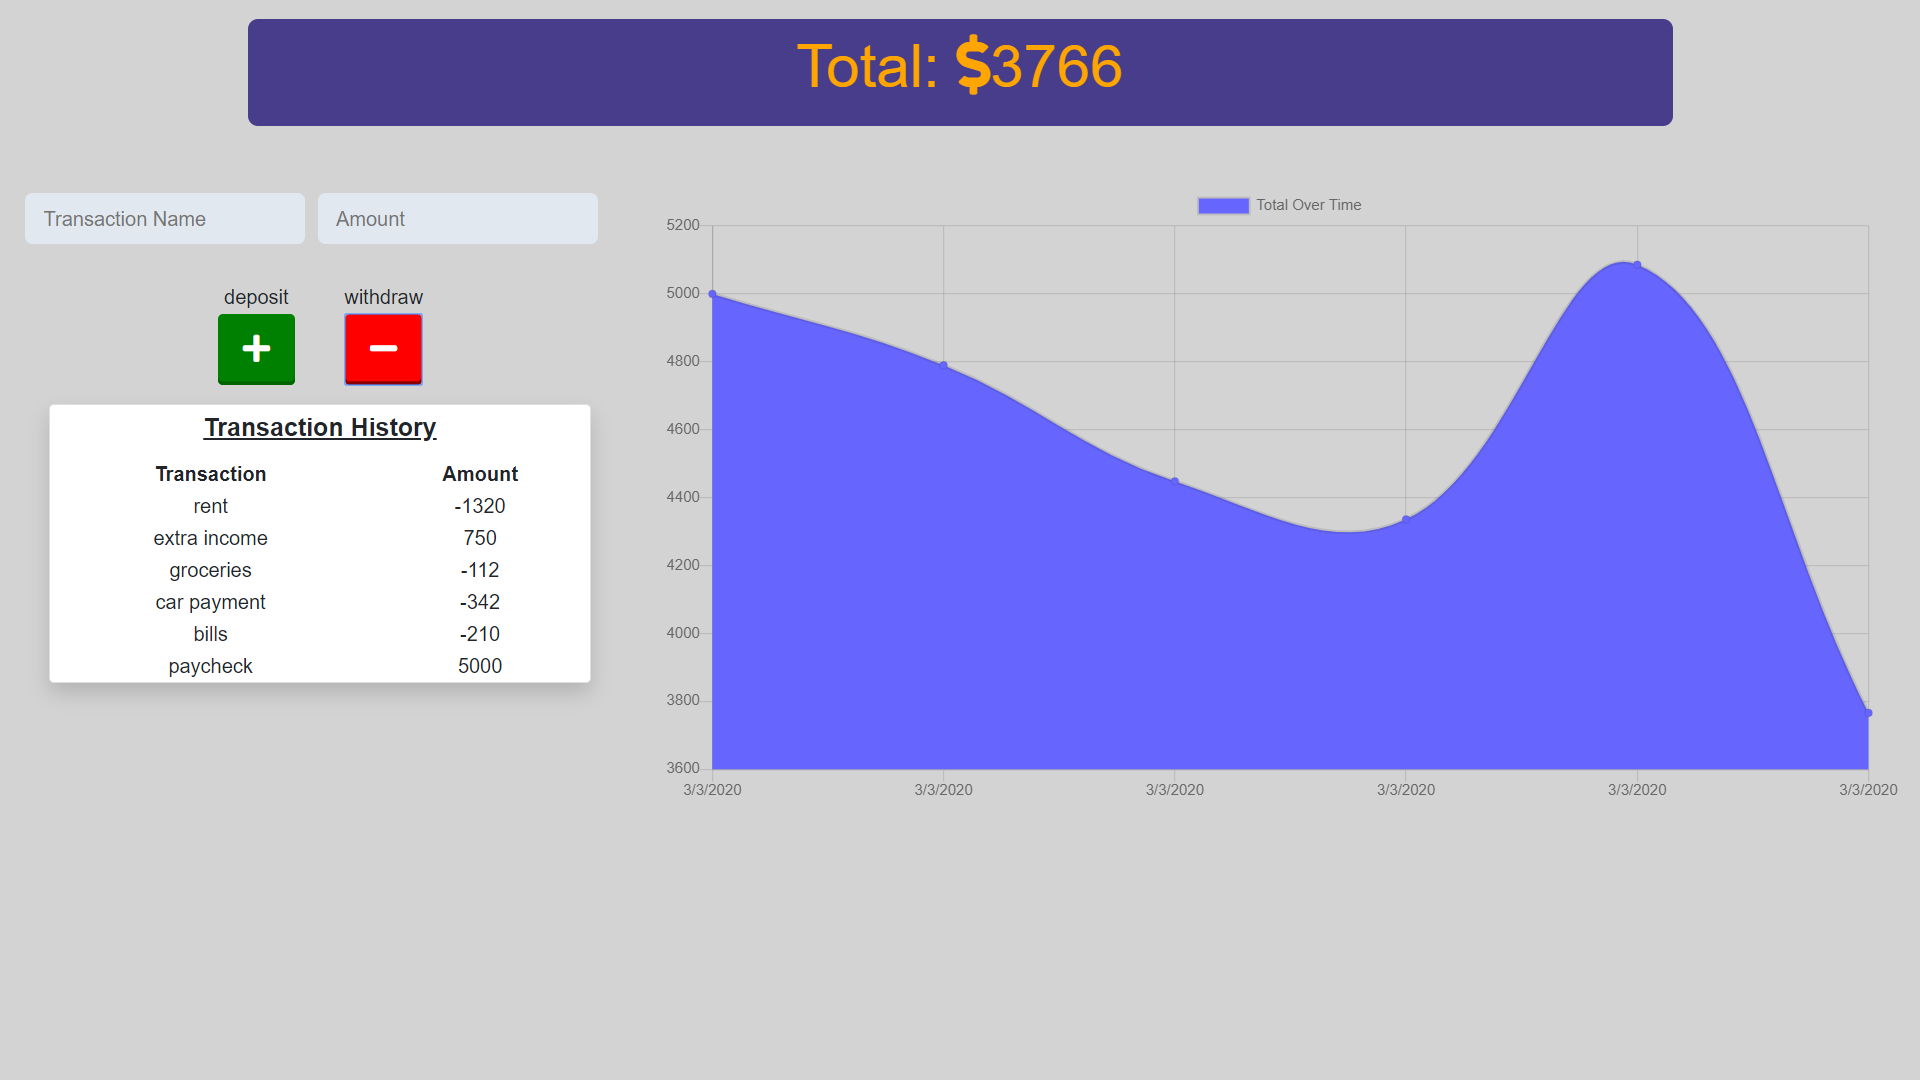 Total: $3766
Transaction Name Amount
deposit withdraw
Transaction History
Transaction Amount
rent -1320
extra income 750
groceries -112
car payment -342
bills -210
paycheck 5000
Total Over Time
5200
5000
4800
4600
4400
4200
4000
3800
3600
3/3/2020 3/3/2020 3/3/2020 3/3/2020 3/3/2020 3/3/2020